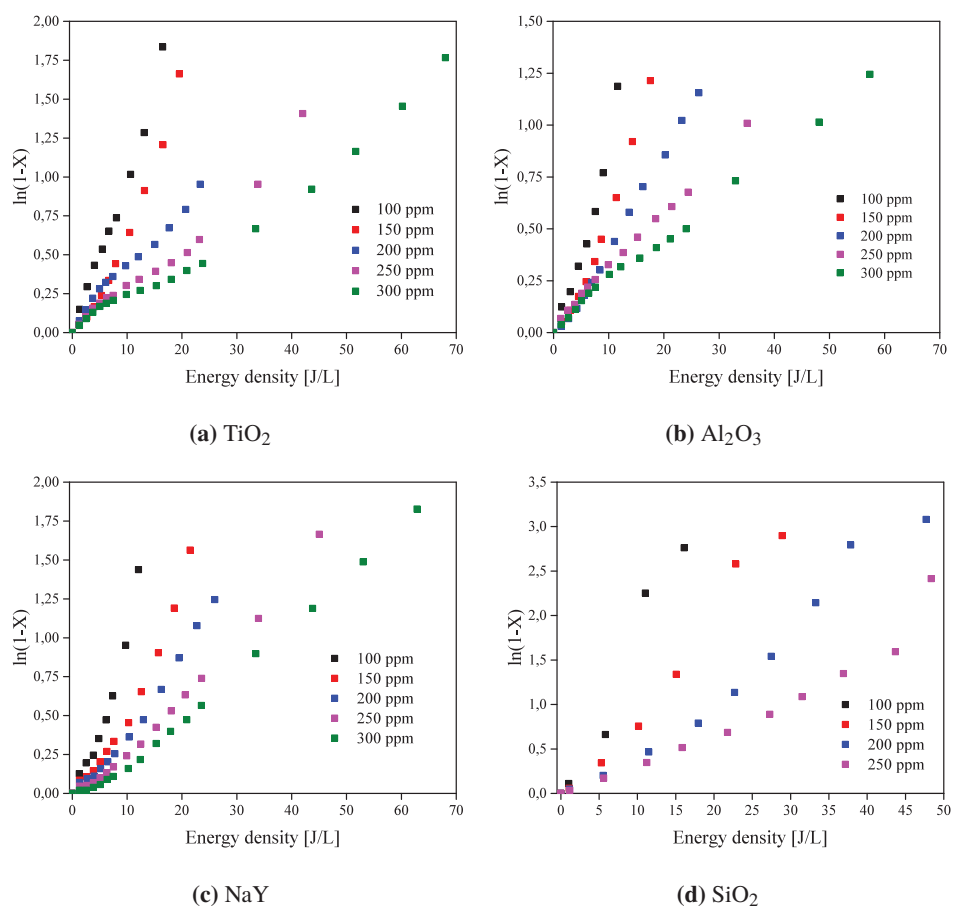 2,00
1,75
1,50
1,25
1,00
0,75
0,50
0,25
0,00
ln(1-X)
100 ppm
150 ppm
200 ppm
250 ppm
300 ppm
0 10 20 30 40 50 60 70
Energy density [J/L]
(a) TiO₂
1,50
1,25
1,00
0,75
0,50
0,25
0,00
ln(1-X)
100 ppm
150 ppm
200 ppm
250 ppm
300 ppm
0 10 20 30 40 50 60 70
Energy density [J/L]
(b) Al₂O₃
2,00
1,75
1,50
1,25
1,00
0,75
0,50
0,25
0,00
ln(1-X)
100 ppm
150 ppm
200 ppm
250 ppm
300 ppm
0 10 20 30 40 50 60 70
Energy density [J/L]
(c) NaY
3,5
3,0
2,5
2,0
1,5
1,0
0,5
0,0
ln(1-X)
100 ppm
150 ppm
200 ppm
250 ppm
0 5 10 15 20 25 30 35 40 45 50
Energy density [J/L]
(d) SiO₂